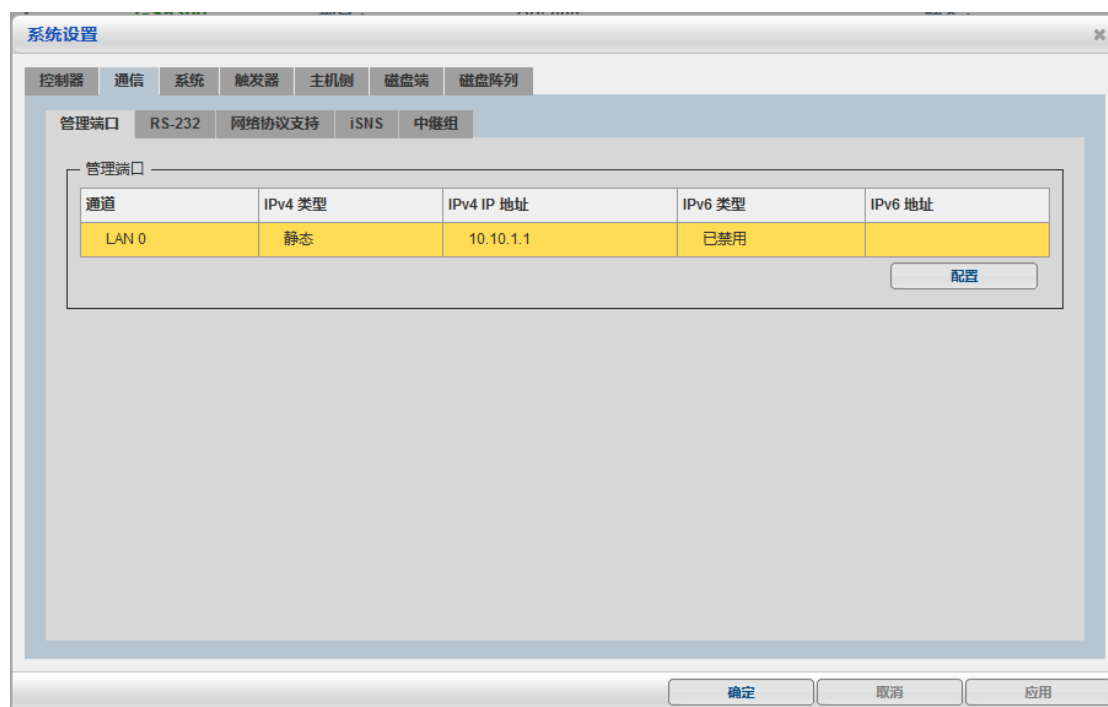 系统设置
控制器 通信 系统 触发器 主机侧 磁盘端 磁盘阵列
管理端口 RS-232 网络协议支持 iSNS 中继组
管理端口
通道 IPv4 类型 IPv4 IP 地址 IPv6 类型 IPv6 地址
LAN 0 静态 10.10.1.1 已禁用
配置
确定 取消 应用